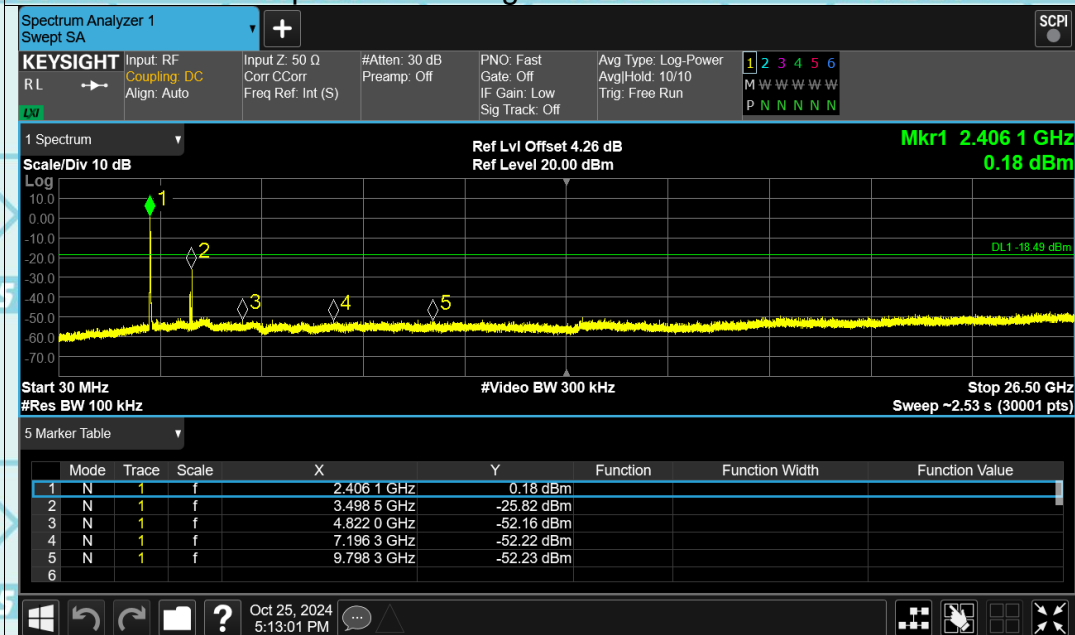 Spectrum Analyzer 1
Swept SA
+
SCPI
KEYSIGHT
RL
LXI
Input: RF
Coupling: DC
Align: Auto
Input Z: 50 Ω
Corr CCorr
Freq Ref: Int (S)
#Atten: 30 dB
Preamp: Off
PNO: Fast
Gate: Off
IF Gain: Low
Sig Track: Off
Avg Type: Log-Power
Avg|Hold: 10/10
Trig: Free Run
1 2 3 4 5 6
M W W W W W
P N N N N N
1 Spectrum
Scale/Div 10 dB
Ref Lvl Offset 4.26 dB
Ref Level 20.00 dBm
Mkr1 2.406 1 GHz
0.18 dBm
Log
10.0
0.00
-10.0
-20.0
-30.0
-40.0
-50.0
-60.0
-70.0
1
2
3
4
5
DL1 -18.49 dBm
Start 30 MHz
#Video BW 300 kHz
Stop 26.50 GHz
#Res BW 100 kHz
Sweep ~2.53 s (30001 pts)
5 Marker Table
Mode Trace Scale X Y Function Function Width Function Value
1 N 1 f 2.406 1 GHz 0.18 dBm
2 N 1 f 3.498 5 GHz -25.82 dBm
3 N 1 f 4.822 0 GHz -52.16 dBm
4 N 1 f 7.196 3 GHz -52.22 dBm
5 N 1 f 9.798 3 GHz -52.23 dBm
6
?
Oct 25, 2024
5:13:01 PM